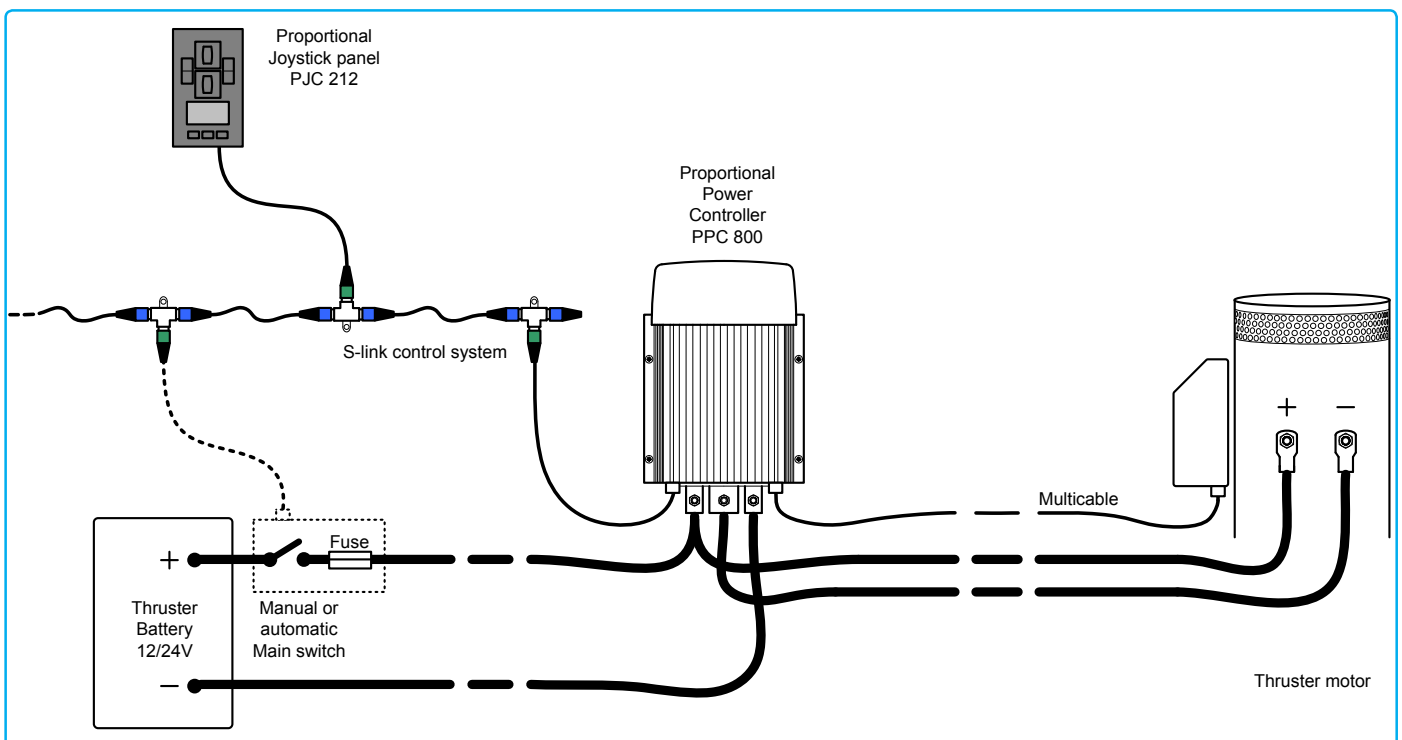 Proportional
Joystick panel
PJC 212
Proportional
Power
Controller
PPC 800
S-link control system
+ −
Multicable
Fuse
+
Thruster
Battery
12/24V
−
Manual or
automatic
Main switch
Thruster motor